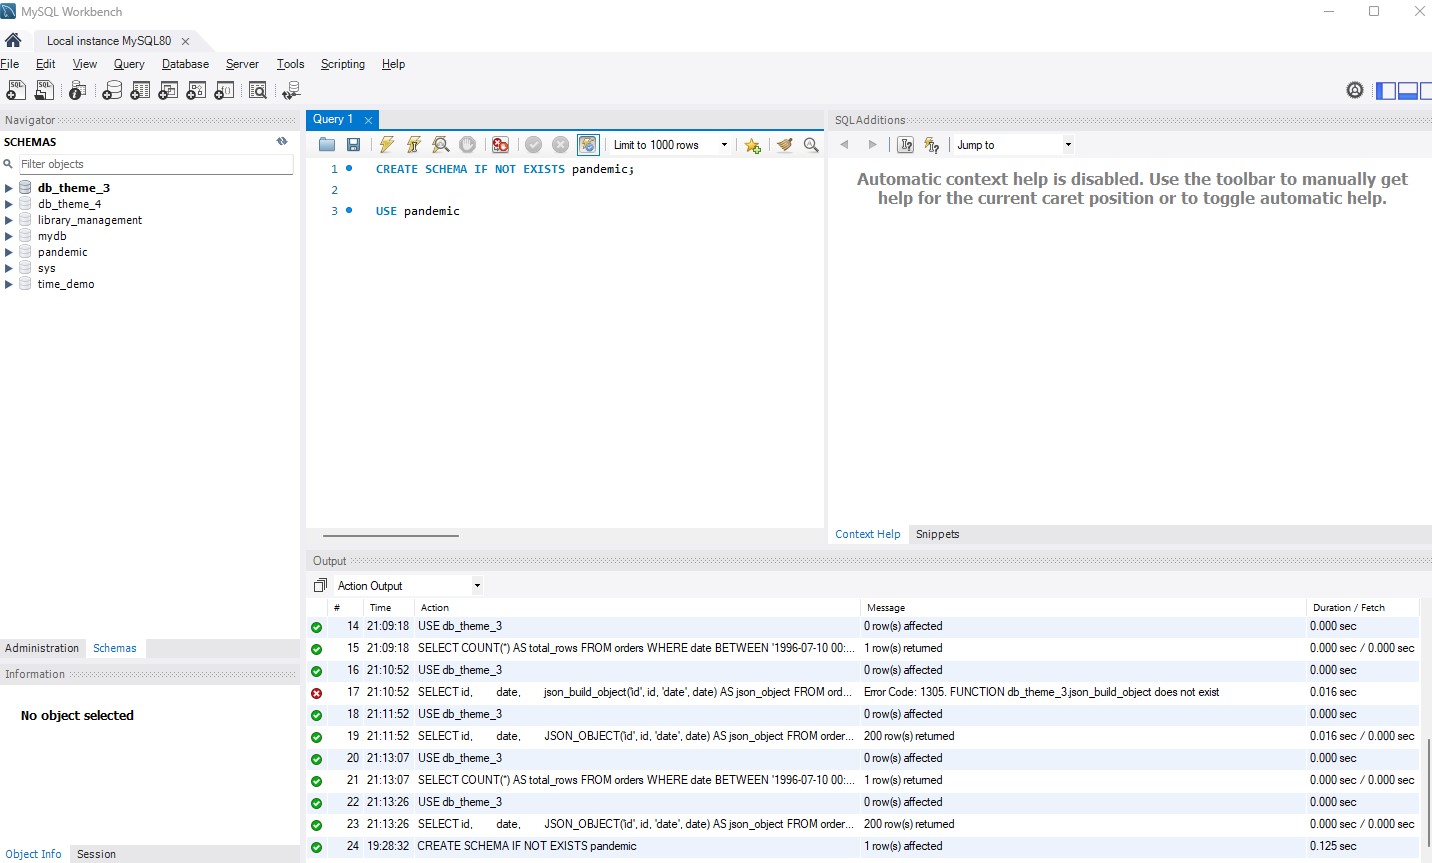 MySQL Workbench
Local instance MySQL80
File Edit View Query Database Server Tools Scripting Help
Navigator
SCHEMAS
Filter objects
db_theme_3
db_theme_4
library_management
mydb
pandemic
sys
time_demo
Administration Schemas
Information
No object selected
Object Info Session
Query 1
Limit to 1000 rows
1 CREATE SCHEMA IF NOT EXISTS pandemic;
2
3 USE pandemic
SQLAdditions
Jump to
Automatic context help is disabled. Use the toolbar to manually get
help for the current caret position or to toggle automatic help.
Context Help Snippets
Output
Action Output
# Time Action Message Duration / Fetch
14 21:09:18 USE db_theme_3 0 row(s) affected 0.000 sec
15 21:09:18 SELECT COUNT(*) AS total_rows FROM orders WHERE date BETWEEN '1996-07-10 00:... 1 row(s) returned 0.000 sec / 0.000 sec
16 21:10:52 USE db_theme_3 0 row(s) affected 0.000 sec
17 21:10:52 SELECT id, date, json_build_object('id', id, 'date', date) AS json_object FROM ord... Error Code: 1305. FUNCTION db_theme_3.json_build_object does not exist 0.016 sec
18 21:11:52 USE db_theme_3 0 row(s) affected 0.000 sec
19 21:11:52 SELECT id, date, JSON_OBJECT('id', id, 'date', date) AS json_object FROM order... 200 row(s) returned 0.016 sec / 0.000 sec
20 21:13:07 USE db_theme_3 0 row(s) affected 0.000 sec
21 21:13:07 SELECT COUNT(*) AS total_rows FROM orders WHERE date BETWEEN '1996-07-10 00:... 1 row(s) returned 0.000 sec / 0.000 sec
22 21:13:26 USE db_theme_3 0 row(s) affected 0.000 sec
23 21:13:26 SELECT id, date, JSON_OBJECT('id', id, 'date', date) AS json_object FROM order... 200 row(s) returned 0.000 sec / 0.000 sec
24 19:28:32 CREATE SCHEMA IF NOT EXISTS pandemic 1 row(s) affected 0.125 sec